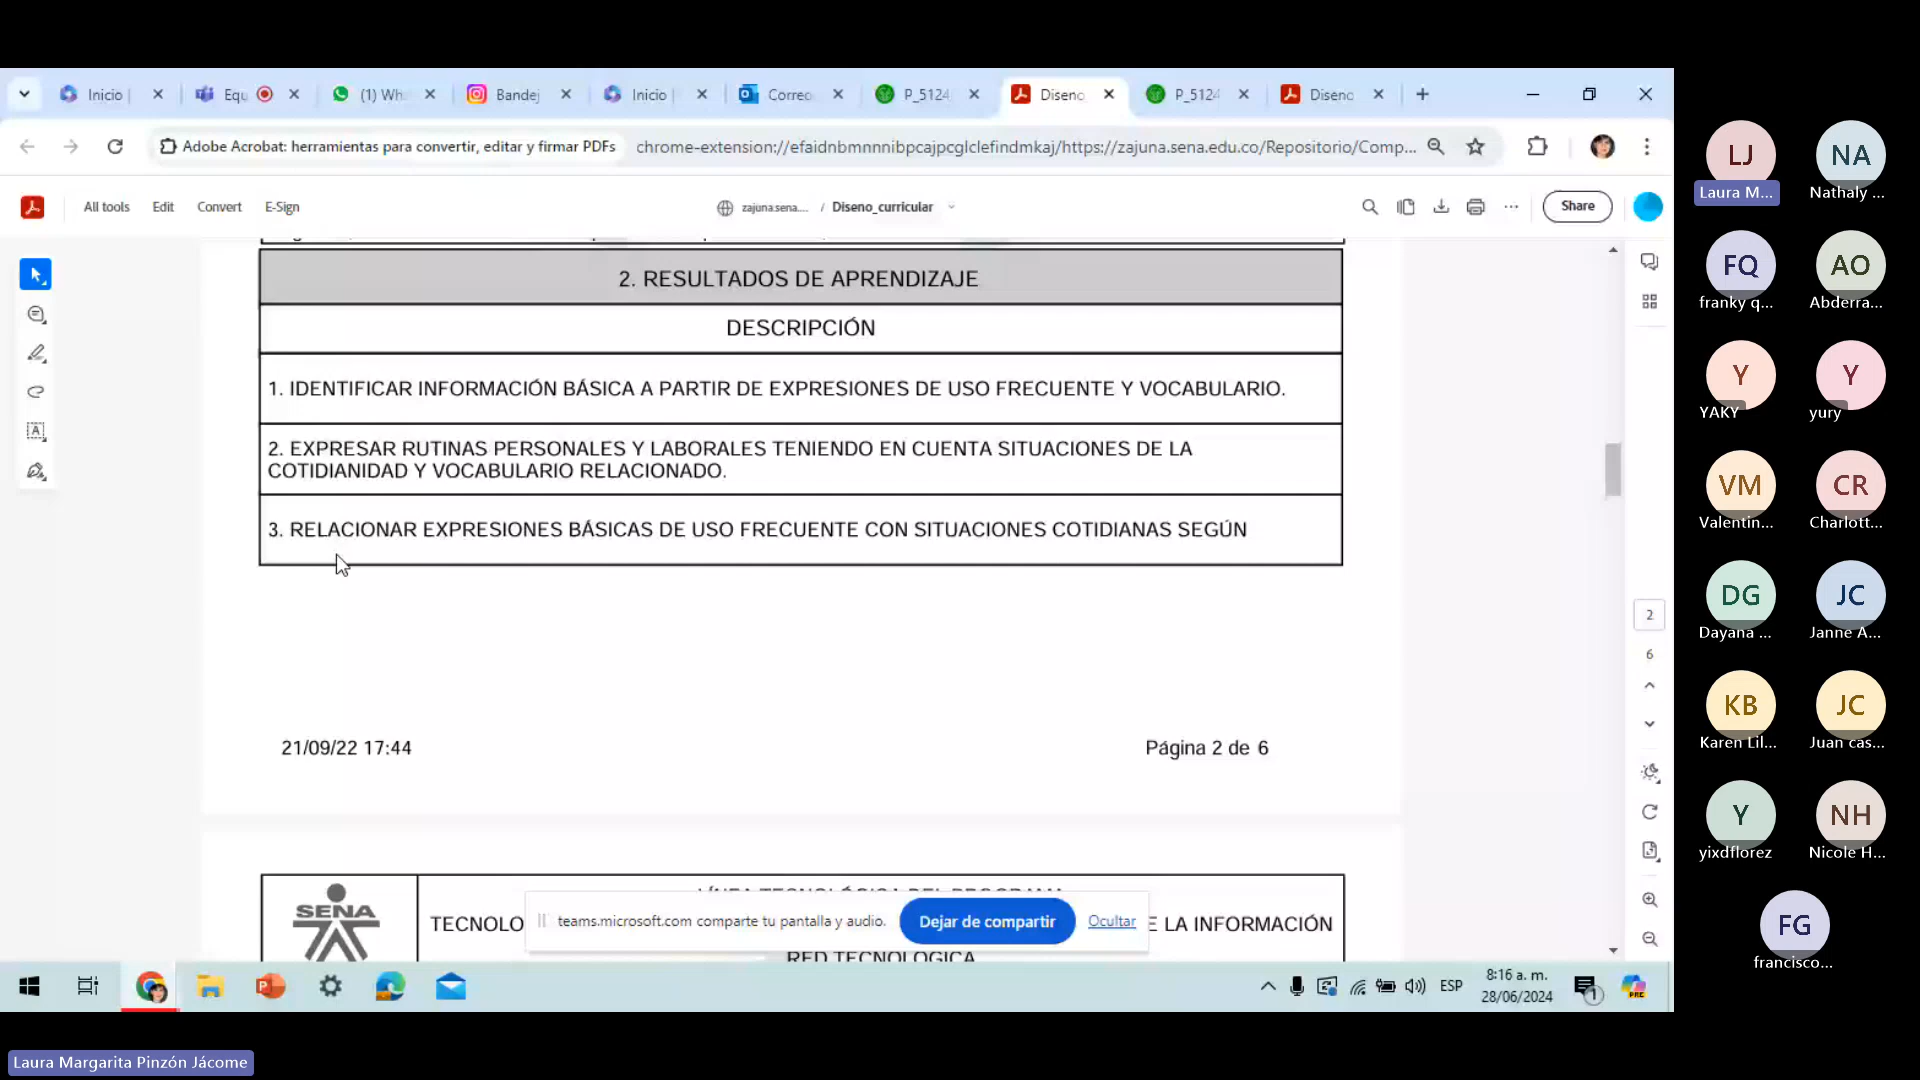 Inicio |
Equ
(1) Wh
Bandej
Inicio |
Correo
P_5124
Diseno
P_5124
Diseno
Adobe Acrobat: herramientas para convertir, editar y firmar PDFs
chrome-extension://efaidnbmnnnibpcajpcglclefindmkaj/https://zajuna.sena.edu.co/Repositorio/Comp...
All tools
Edit
Convert
E-Sign
zajuna.sena....
/ Diseno_curricular
Share
2. RESULTADOS DE APRENDIZAJE
DESCRIPCIÓN
1. IDENTIFICAR INFORMACIÓN BÁSICA A PARTIR DE EXPRESIONES DE USO FRECUENTE Y VOCABULARIO.
2. EXPRESAR RUTINAS PERSONALES Y LABORALES TENIENDO EN CUENTA SITUACIONES DE LA
COTIDIANIDAD Y VOCABULARIO RELACIONADO.
3. RELACIONAR EXPRESIONES BÁSICAS DE USO FRECUENTE CON SITUACIONES COTIDIANAS SEGÚN
21/09/22 17:44
Página 2 de 6
2
6
SENA
LÍNEA TECNOLÓGICA DEL PROGRAMA
TECNOLO
E LA INFORMACIÓN
RED TECNOLOGICA
teams.microsoft.com comparte tu pantalla y audio.
Dejar de compartir
Ocultar
ESP
8:16 a. m.
28/06/2024
1
PRE
LJ
Laura M...
NA
Nathaly ...
FQ
franky q...
AO
Abderra...
Y
YAKY
Y
yury
VM
Valentin...
CR
Charlott...
DG
Dayana ...
JC
Janne A...
KB
Karen Lil...
JC
Juan cas...
Y
yixdflorez
NH
Nicole H...
FG
francisco...
Laura Margarita Pinzón Jácome